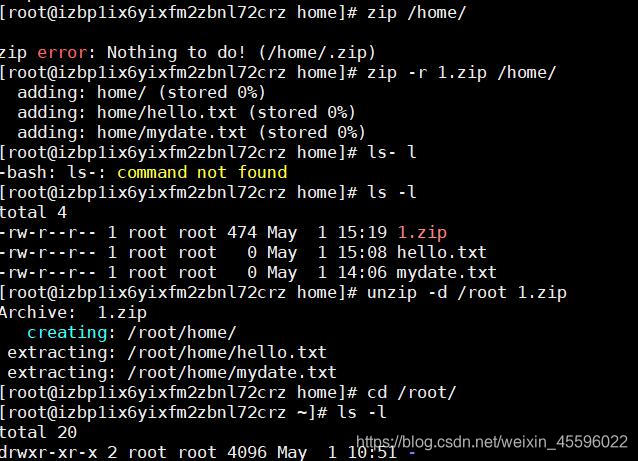 [root@izbp1ix6yixfm2zbnl72crz home]# zip /home/
zip error: Nothing to do! (/home/.zip)
[root@izbp1ix6yixfm2zbnl72crz home]# zip -r 1.zip /home/
  adding: home/ (stored 0%)
  adding: home/hello.txt (stored 0%)
  adding: home/mydate.txt (stored 0%)
[root@izbp1ix6yixfm2zbnl72crz home]# ls- l
-bash: ls-: command not found
[root@izbp1ix6yixfm2zbnl72crz home]# ls -l
total 4
-rw-r--r-- 1 root root 474 May  1 15:19 1.zip
-rw-r--r-- 1 root root   0 May  1 15:08 hello.txt
-rw-r--r-- 1 root root   0 May  1 14:06 mydate.txt
[root@izbp1ix6yixfm2zbnl72crz home]# unzip -d /root 1.zip
Archive:  1.zip
   creating: /root/home/
 extracting: /root/home/hello.txt
 extracting: /root/home/mydate.txt
[root@izbp1ix6yixfm2zbnl72crz home]# cd /root/
[root@izbp1ix6yixfm2zbnl72crz ~]# ls -l
total 20
drwxr-xr-x 2 root root 4096 May  1 10:51 -
https://blog.csdn.net/weixin_45596022